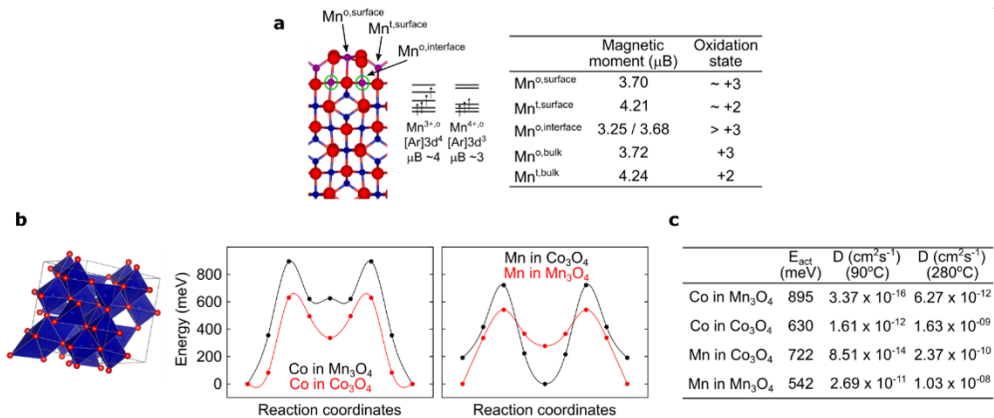 a
Mn^o,surface
Mn^t,surface
Mn^o,interface
Mn^3+,o Mn^4+,o
[Ar]3d^4 [Ar]3d^3
μB ~4 μB ~3
Magnetic Oxidation
moment (μB) state
Mn^o,surface 3.70 ~ +3
Mn^t,surface 4.21 ~ +2
Mn^o,interface 3.25 / 3.68 > +3
Mn^o,bulk 3.72 +3
Mn^t,bulk 4.24 +2
b
Energy (meV)
800
600
400
200
0
Co in Mn₃O₄
Co in Co₃O₄
Reaction coordinates
Mn in Co₃O₄
Mn in Mn₃O₄
Reaction coordinates
c
E_act D (cm²s⁻¹) D (cm²s⁻¹)
(meV) (90ºC) (280ºC)
Co in Mn₃O₄ 895 3.37 x 10⁻¹⁶ 6.27 x 10⁻¹²
Co in Co₃O₄ 630 1.61 x 10⁻¹² 1.63 x 10⁻⁰⁹
Mn in Co₃O₄ 722 8.51 x 10⁻¹⁴ 2.37 x 10⁻¹⁰
Mn in Mn₃O₄ 542 2.69 x 10⁻¹¹ 1.03 x 10⁻⁰⁸